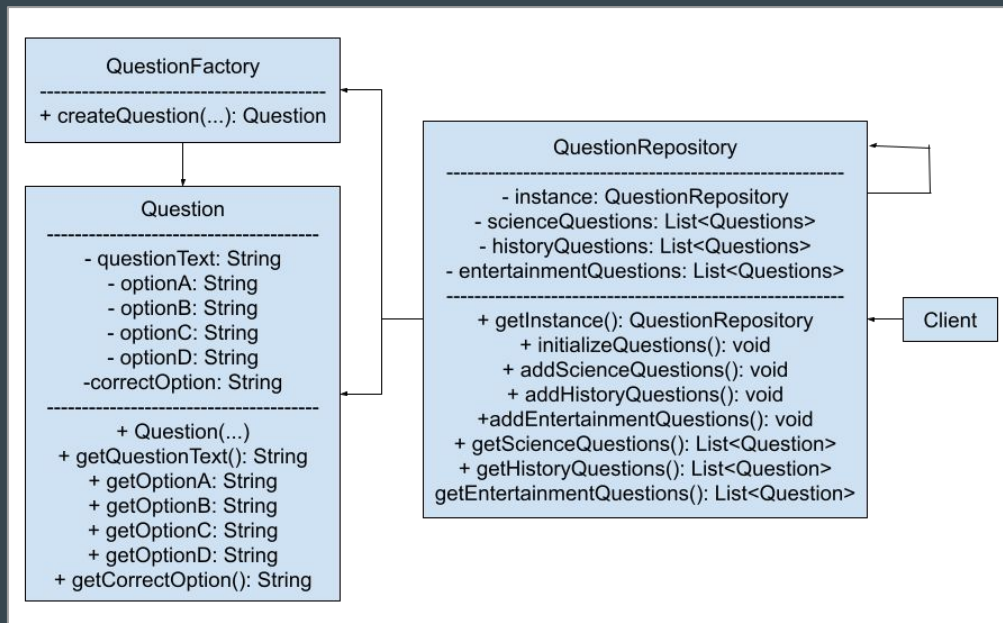 QuestionFactory
------------------------------------------
+ createQuestion(...): Question
Question
----------------------------------------
- questionText: String
- optionA: String
- optionB: String
- optionC: String
- optionD: String
-correctOption: String
----------------------------------------
+ Question(...)
+ getQuestionText(): String
+ getOptionA: String
+ getOptionB: String
+ getOptionC: String
+ getOptionD: String
+ getCorrectOption(): String
QuestionRepository
----------------------------------------------------------
- instance: QuestionRepository
- scienceQuestions: List<Questions>
- historyQuestions: List<Questions>
- entertainmentQuestions: List<Questions>
----------------------------------------------------------
+ getInstance(): QuestionRepository
+ initializeQuestions(): void
+ addScienceQuestions(): void
+ addHistoryQuestions(): void
+addEntertainmentQuestions(): void
+ getScienceQuestions(): List<Question>
+ getHistoryQuestions(): List<Question>
getEntertainmentQuestions(): List<Question>
Client